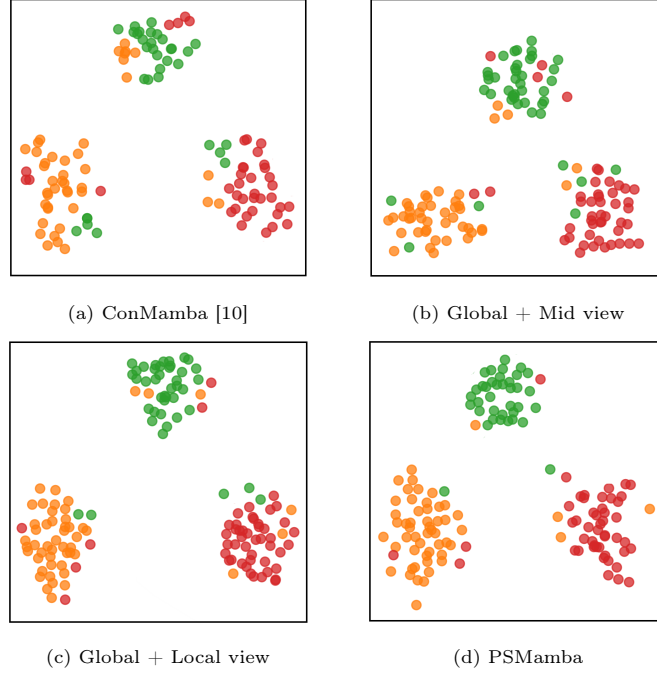 (a) ConMamba [10]
(b) Global + Mid view
(c) Global + Local view
(d) PSMamba